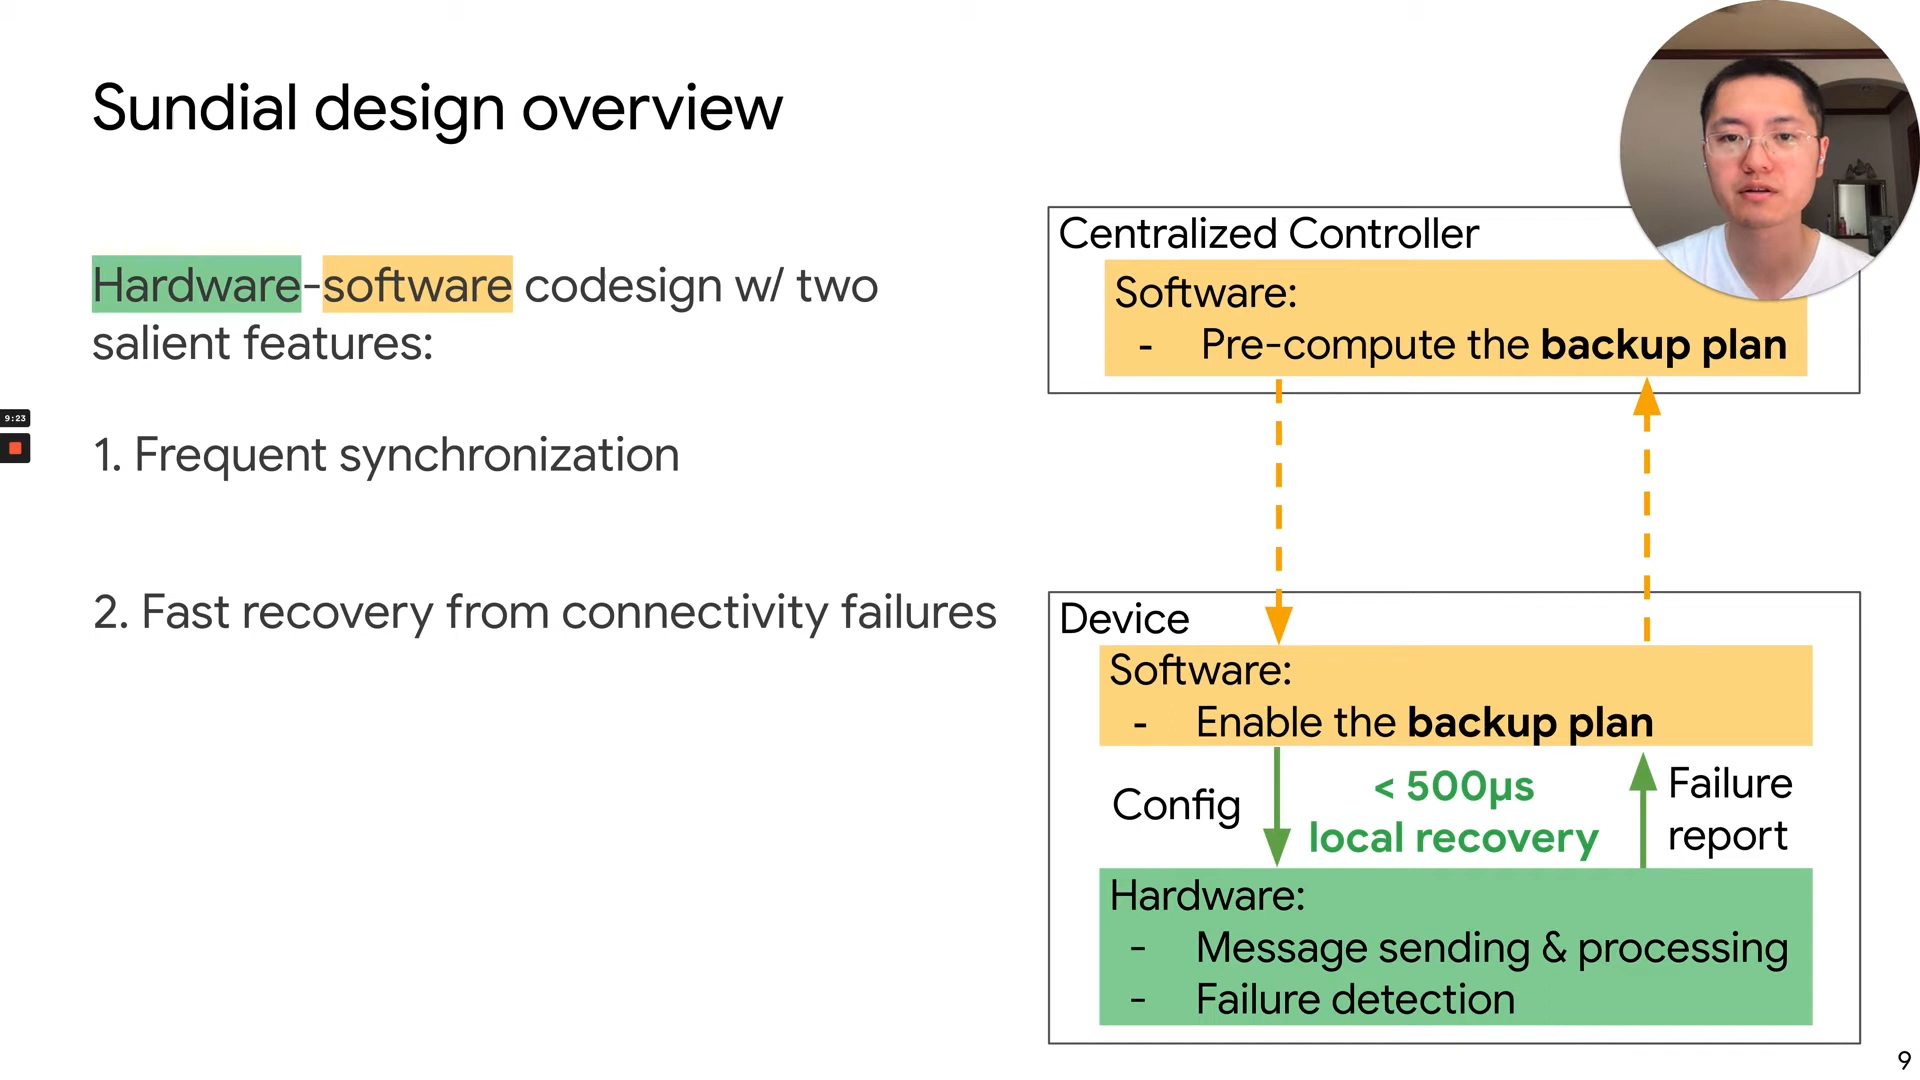 Sundial design overview
Hardware-software codesign w/ two
salient features:
1. Frequent synchronization
2. Fast recovery from connectivity failures
9:23
Centralized Controller
Software:
- Pre-compute the backup plan
Device
Software:
- Enable the backup plan
Config
< 500μs
local recovery
Failure
report
Hardware:
- Message sending & processing
- Failure detection
9